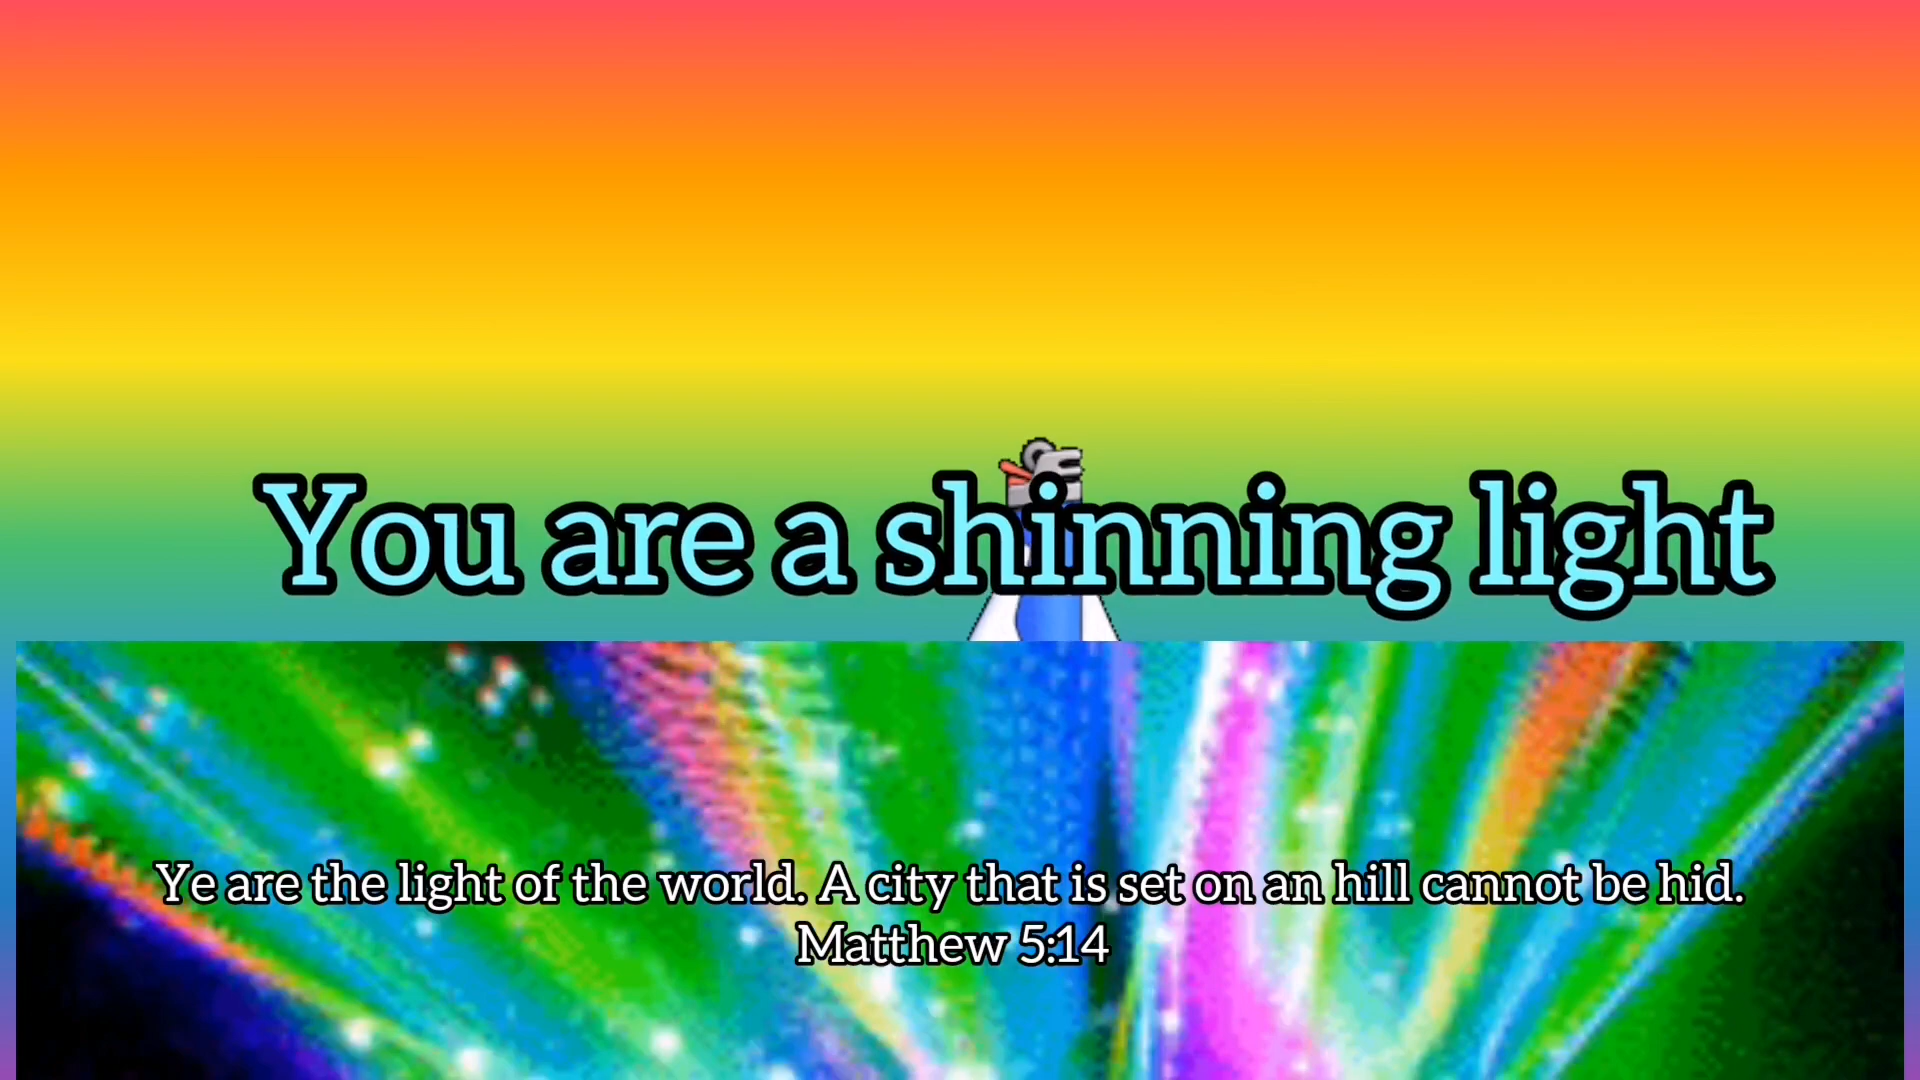 You are a shinning light
Ye are the light of the world. A city that is set on an hill cannot be hid.
Matthew 5:14